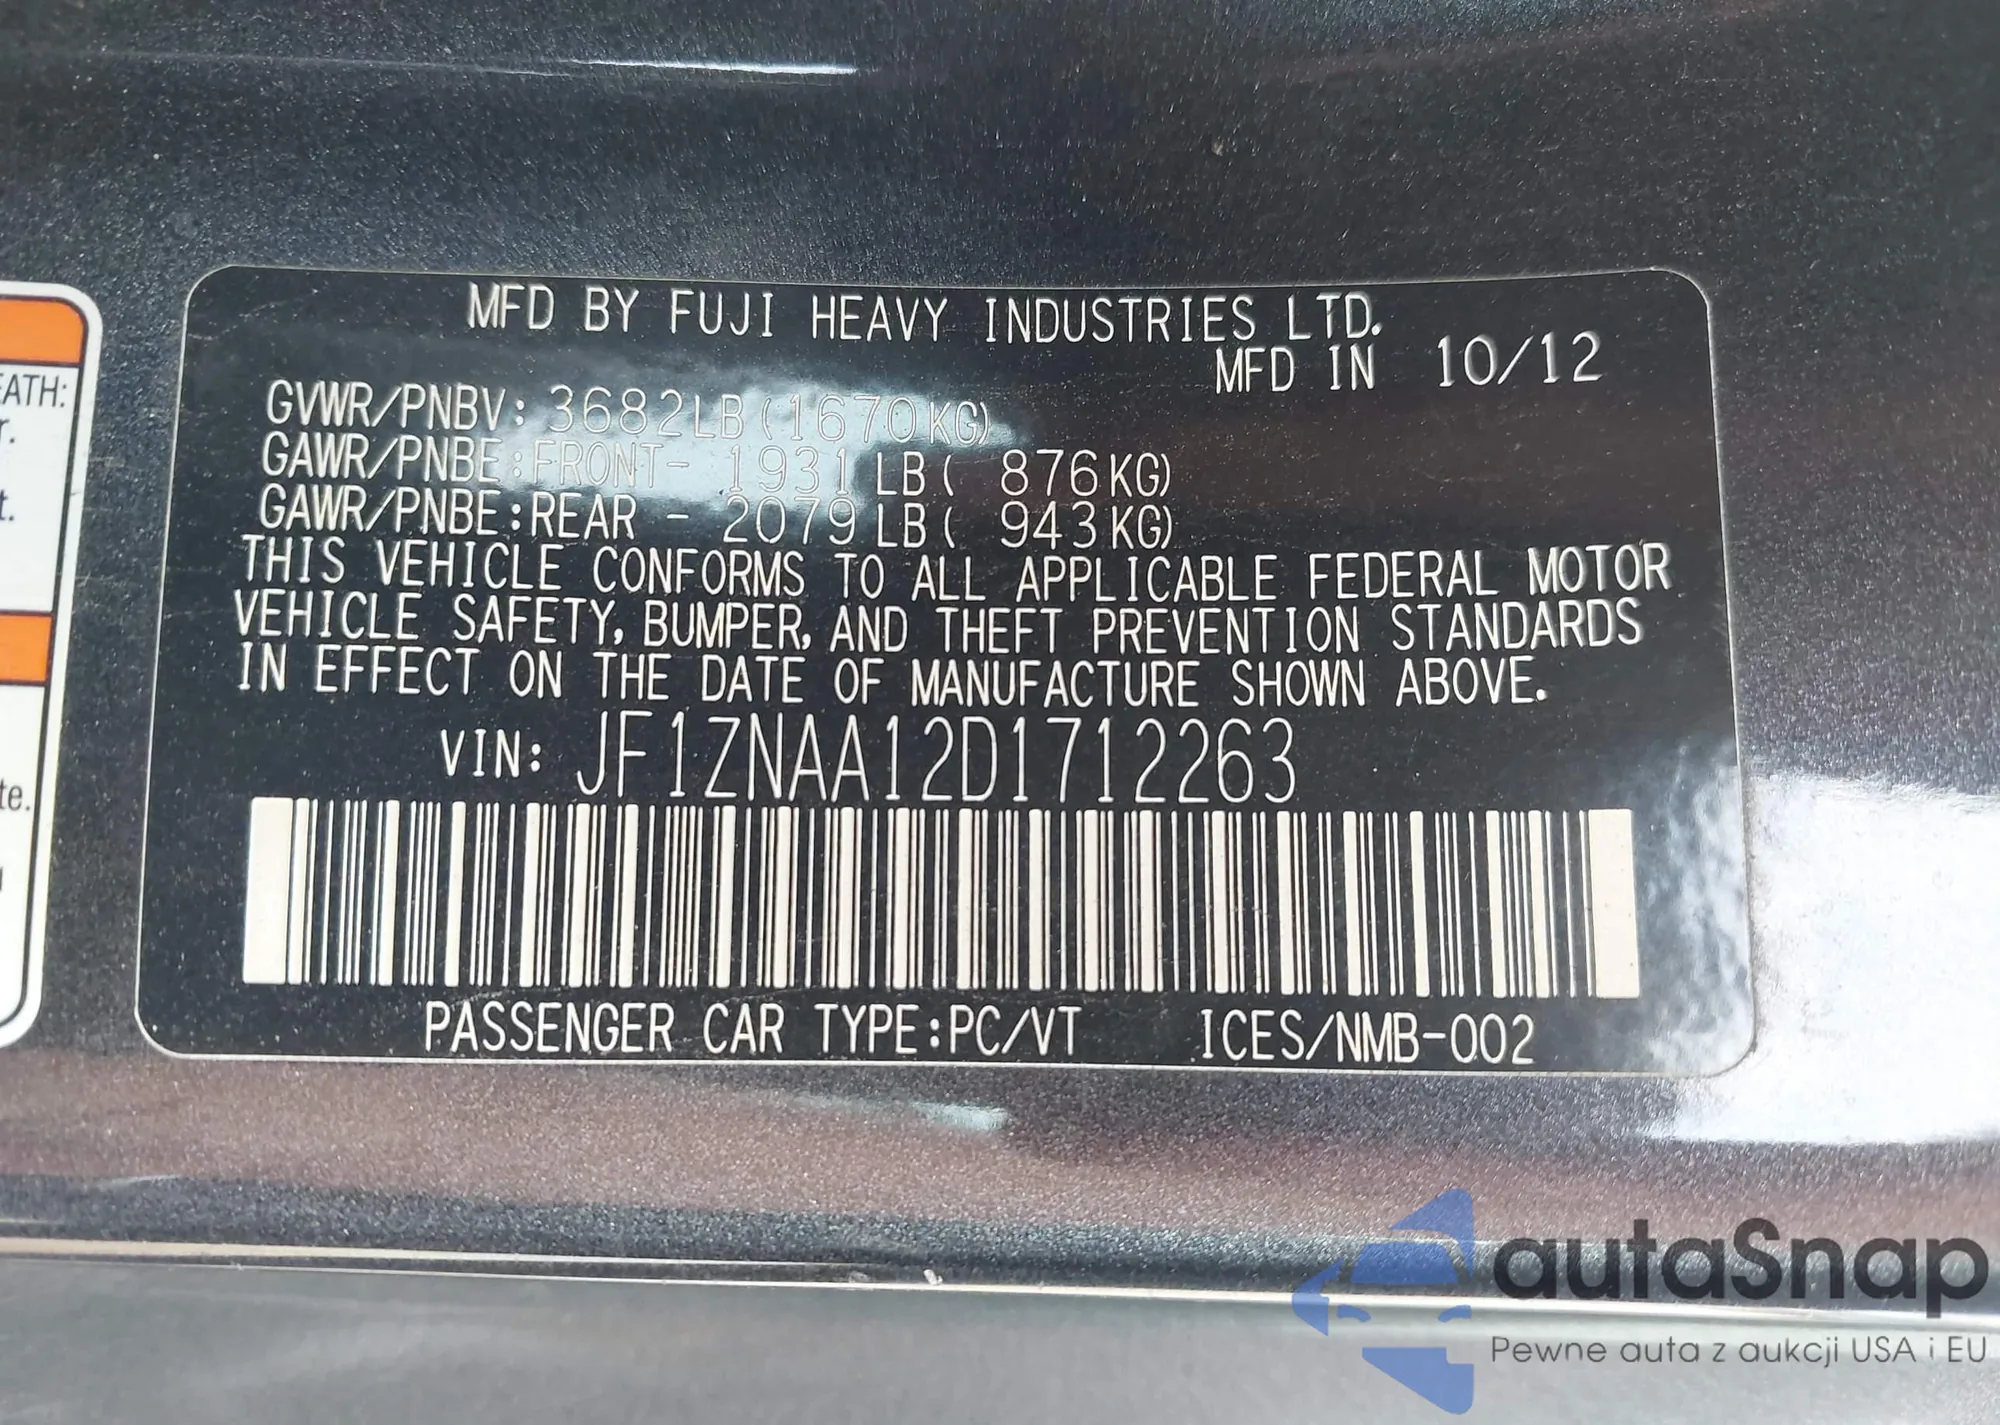 MFD BY FUJI HEAVY INDUSTRIES LTD.
MFD IN 10/12
GVWR/PNBV: 3682LB(1670KG)
GAWR/PNBE:FRONT- 1931LB( 876KG)
GAWR/PNBE:REAR - 2079LB( 943KG)
THIS VEHICLE CONFORMS TO ALL APPLICABLE FEDERAL MOTOR
VEHICLE SAFETY, BUMPER, AND THEFT PREVENTION STANDARDS
IN EFFECT ON THE DATE OF MANUFACTURE SHOWN ABOVE.
VIN: JF1ZNAA12D1712263
PASSENGER CAR TYPE:PC/VT ICES/NMB-002
EATH:
r.
t.
te.
autaSnap
Pewne auta z aukcji USA i EU